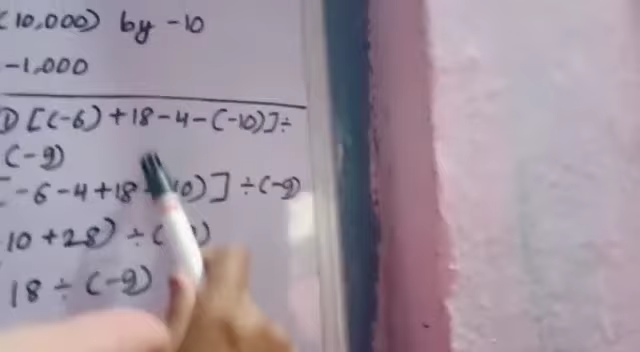 (10,000) by -10
-1,000
D [(-6) +18-4-(-10)] ÷
(-9)
[-6-4+18 10)] ÷(-9)
10+28) ÷(
18 ÷ (-9)